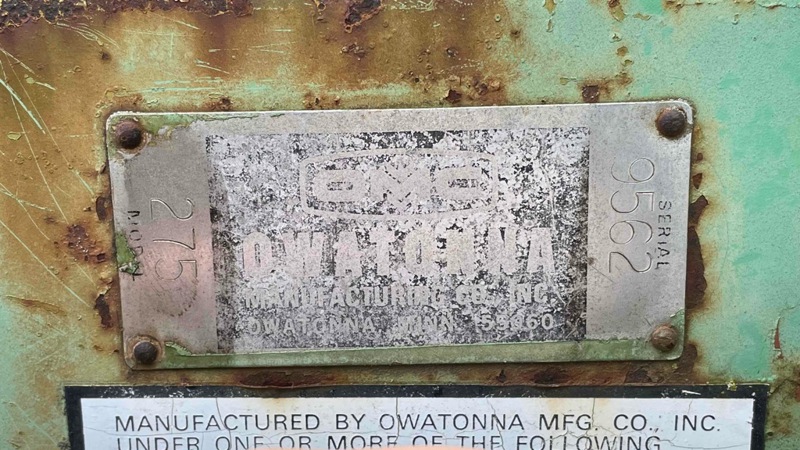 MODEL
275
OMC
OWATONNA
MANUFACTURING CO., INC.
OWATONNA, MINN. 55060
9562
SERIAL
MANUFACTURED BY OWATONNA MFG. CO., INC.
UNDER ONE OR MORE OF THE FOLLOWING